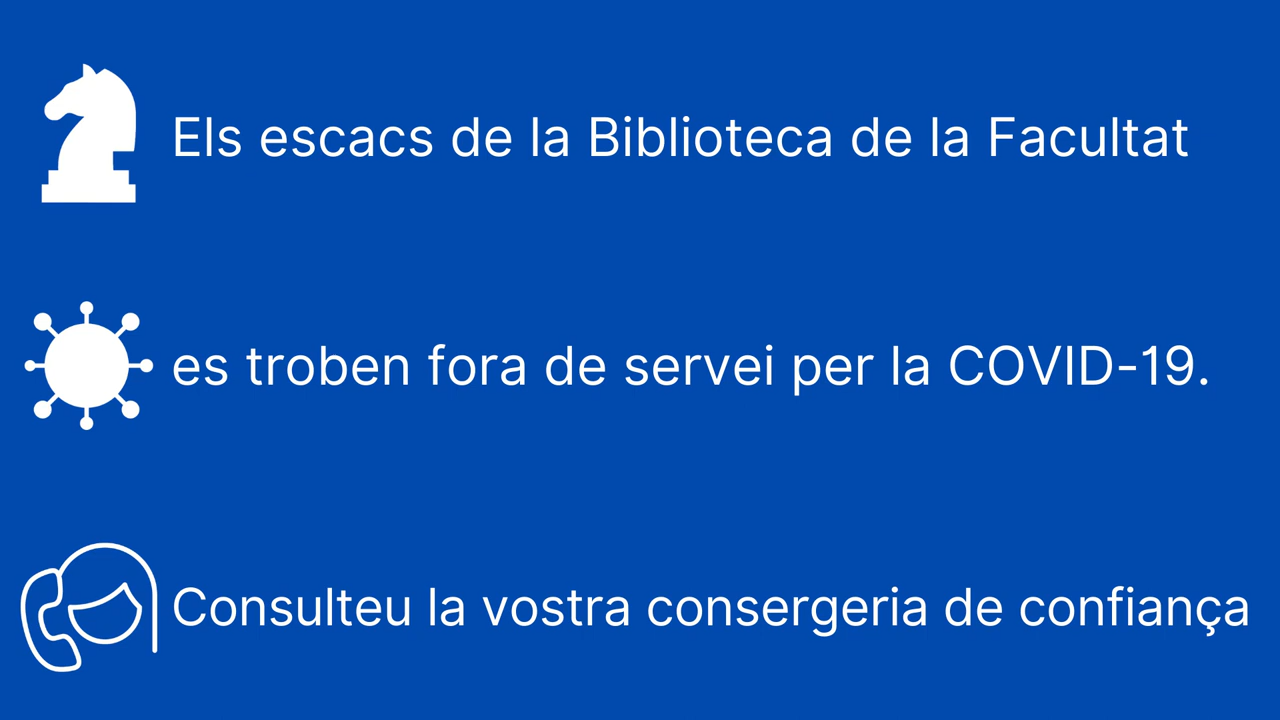 Els escacs de la Biblioteca de la Facultat
es troben fora de servei per la COVID-19.
Consulteu la vostra consergeria de confiança